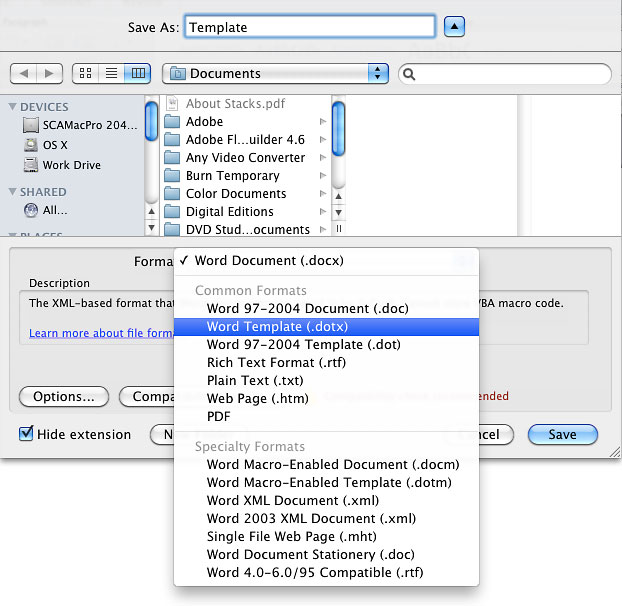 Save As: Template
Documents
DEVICES
SCAMacPro 204...
OS X
Work Drive
SHARED
All...
PLACES
About Stacks.pdf
Adobe
Adobe Fl...uilder 4.6
Any Video Converter
Burn Temporary
Color Documents
Digital Editions
DVD Stud...ocuments
Forma ✓ Word Document (.docx)
Description
The XML-based format that
VBA macro code.
Learn more about file form
Common Formats
Word 97-2004 Document (.doc)
Word Template (.dotx)
Word 97-2004 Template (.dot)
Rich Text Format (.rtf)
Plain Text (.txt)
Web Page (.htm)
PDF
Specialty Formats
Word Macro-Enabled Document (.docm)
Word Macro-Enabled Template (.dotm)
Word XML Document (.xml)
Word 2003 XML Document (.xml)
Single File Web Page (.mht)
Word Document Stationery (.doc)
Word 4.0-6.0/95 Compatible (.rtf)
Options...
Compa
ended
Hide extension
Ne
Cancel
Save